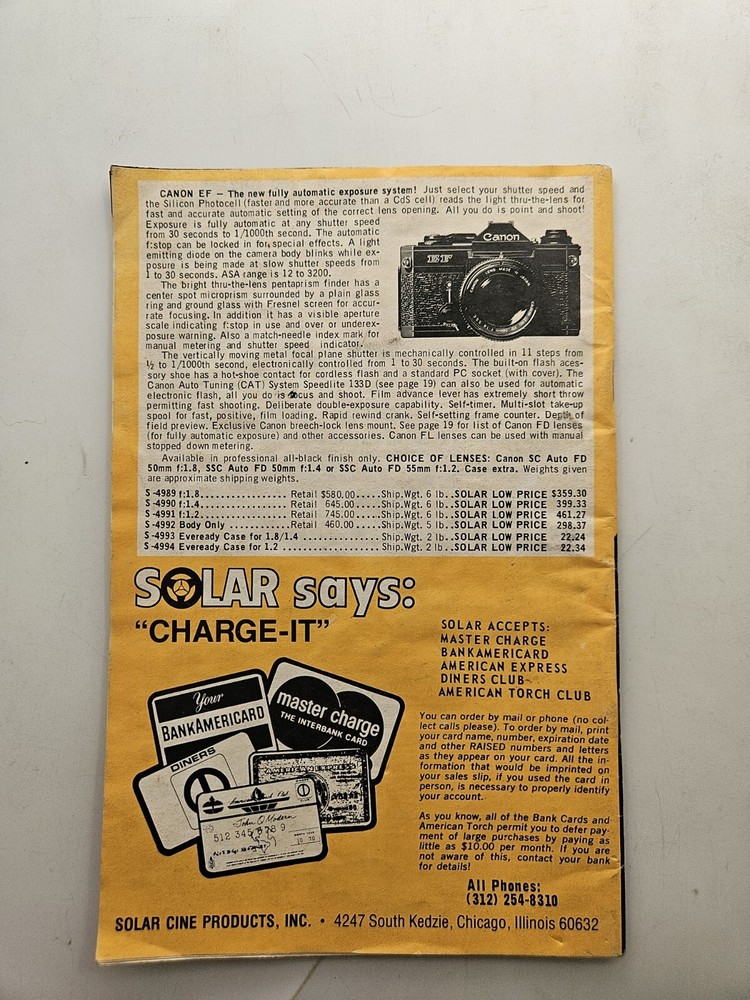 CANON EF — The new fully automatic exposure system! Just select your shutter speed and
the Silicon Photocell (faster and more accurate than a CdS cell) reads the light thru-the-lens for
fast and accurate automatic setting of the correct lens opening. All you do is point and shoot!
Exposure is fully automatic at any shutter speed
from 30 seconds to 1/1000th second. The automatic
f:stop can be locked in for special effects. A light
emitting diode on the camera body blinks while ex-
posure is being made at slow shutter speeds from
1 to 30 seconds. ASA range is 12 to 3200.
The bright thru-the-lens pentaprism finder has a
center spot microprism surrounded by a plain glass
ring and ground glass with Fresnel screen for accur-
rate focusing. In addition it has a visible aperture
scale indicating f:stop in use and over or underex-
posure warning. Also a match-needle index mark for
manual metering and shutter speed indicator.
Canon
EF
The vertically moving metal focal plane shutter is mechanically controlled in 11 steps from
½ to 1/1000th second, electronically controlled from 1 to 30 seconds. The built-on flash acces-
sory shoe has a hot-shoe contact for cordless flash and a standard PC socket (with cover). The
Canon Auto Tuning (CAT) System Speedlite 133D (see page 19) can also be used for automatic
electronic flash, all you do is focus and shoot. Film advance lever has extremely short throw
permitting fast shooting. Deliberate double-exposure capability. Self-timer. Multi-slot take-up
spool for fast, positive, film loading. Rapid rewind crank. Self-setting frame counter. Depth of
field preview. Exclusive Canon breech-lock lens mount. See page 19 for list of Canon FD lenses
(for fully automatic exposure) and other accessories. Canon FL lenses can be used with manual
stopped down metering.
Available in professional all-black finish only. CHOICE OF LENSES: Canon SC Auto FD
50mm f:1.8, SSC Auto FD 50mm f:1.4 or SSC Auto FD 55mm f:1.2. Case extra. Weights given
are approximate shipping weights.
S-4989 f:1.8.................... Retail $580.00.....Ship.Wgt. 6 lb..SOLAR LOW PRICE $359.30
S-4990 f:1.4.................... Retail 645.00.....Ship.Wgt. 6 lb..SOLAR LOW PRICE 399.33
S-4991 f:1.2.................... Retail 745.00.....Ship.Wgt. 6 lb..SOLAR LOW PRICE 461.27
S-4992 Body Only .............. Retail 460.00.....Ship.Wgt. 5 lb..SOLAR LOW PRICE 298.37
S-4993 Eveready Case for 1.8/1.4 ..................Ship.Wgt. 2 lb..SOLAR LOW PRICE 22.24
S-4994 Eveready Case for 1.2 ......................Ship.Wgt. 2 lb..SOLAR LOW PRICE 22.34
SOLAR says:
"CHARGE-IT"
Your
BANKAMERICARD
master charge
THE INTERBANK CARD
DINERS
AMERICAN EXPRESS
John Q Modern
512 345 678 9
SOLAR ACCEPTS:
MASTER CHARGE
BANKAMERICARD
AMERICAN EXPRESS
DINERS CLUB
AMERICAN TORCH CLUB
You can order by mail or phone (no col-
lect calls please). To order by mail, print
your card name, number, expiration date
and other RAISED numbers and letters
as they appear on your card. All the in-
formation that would be imprinted on
your sales slip, if you used the card in
person, is necessary to properly identify
your account.
As you know, all of the Bank Cards and
American Torch permit you to defer pay-
ment of large purchases by paying as
little as $10.00 per month. If you are
not aware of this, contact your bank
for details!
All Phones:
(312) 254-8310
SOLAR CINE PRODUCTS, INC. • 4247 South Kedzie, Chicago, Illinois 60632